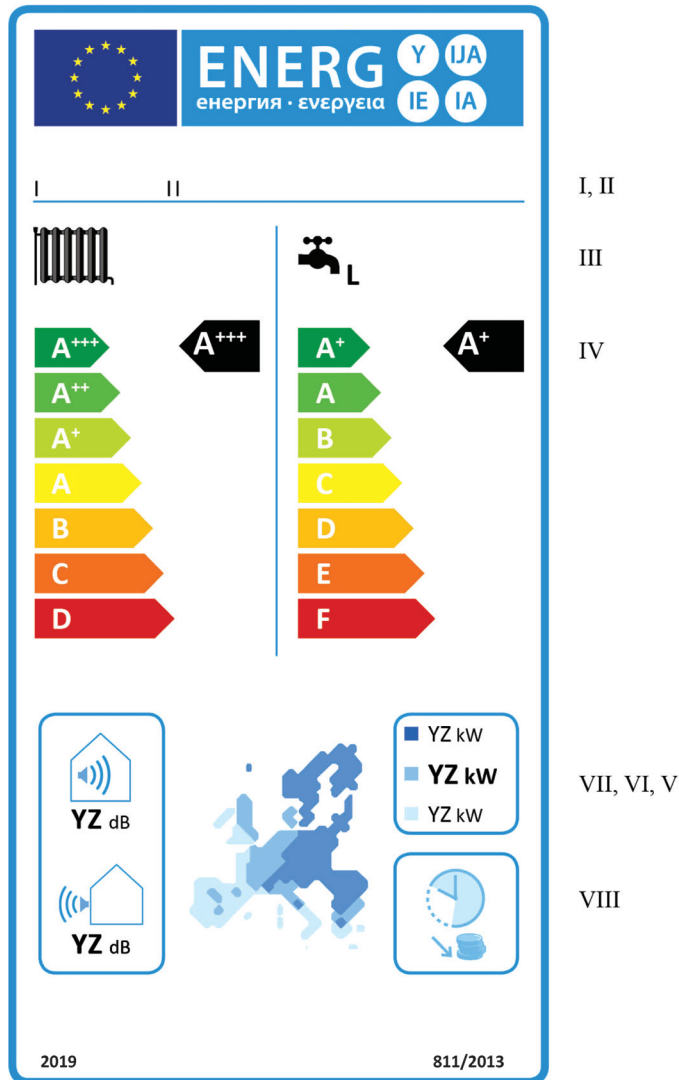 ENERG Y IJA
енергия · ενεργεια IE IA
I II I, II
III
L
A+++ A+++ A+ A+ IV
A++ A
A+ B
A C
B D
C E
D F
YZ kW
YZ kW
YZ dB VII, VI, V
YZ kW
VIII
YZ dB
2019 811/2013